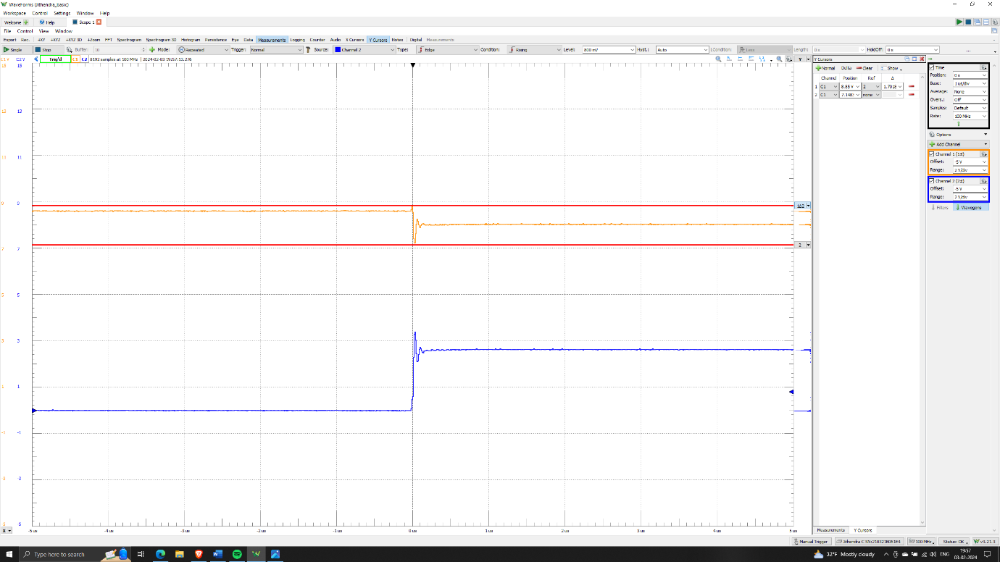 WaveForms (Jithendra_basic)
Workspace Control Settings Window Help
Welcome Help Scope 1
File Control View Window
Export Rec. +XY +XYZ +XYZ 3D +Zoom FFT Spectrogram Spectrogram 3D Histogram Persistence Eye Data Measurements Logging Counter Audio X Cursors Y Cursors Notes Digital Measurements
Single Stop Buffer: 10 Mode: Repeated Trigger: Normal Source: Channel 2 Type: Edge Condition: Rising Level: 800 mV Hyst.: Auto LCondition: Less Length: 0 s HoldOff: 0 s ...
C1 V C2 V Trig'd C1 C2 8192 samples at 100 MHz | 2024-02-03 19:57:13.276 Y
15 15
13 13
11 11
9 9
7 7
5 5
3 3
1 1
-1 -1
-3 -3
-5 -5
1Δ2
2
X -5 us -4 us -3 us -2 us -1 us 0 us 1 us 2 us 3 us 4 us 5 us
Y Cursors
Normal Delta Clear Show
Channel Position Ref Δ
1 C1 8.85 V 2 1.7018
2 C1 7.148 none
Measurements Y Cursors
Time
Position: 0 s
Base: 1 us/div
Average: None
Overs.: Off
Samples: Default
Rate: 100 MHz
Options
Add Channel
Channel 1 (1±)
Offset: -5 V
Range: 2 V/div
Channel 2 (2±)
Offset: -5 V
Range: 2 V/div
Filters Wavegens
Manual Trigger Jithendra C SN:210321B061E4 100 MHz Status: OK v3.21.3
Type here to search
32°F Mostly cloudy
ENG
19:57
03-02-2024